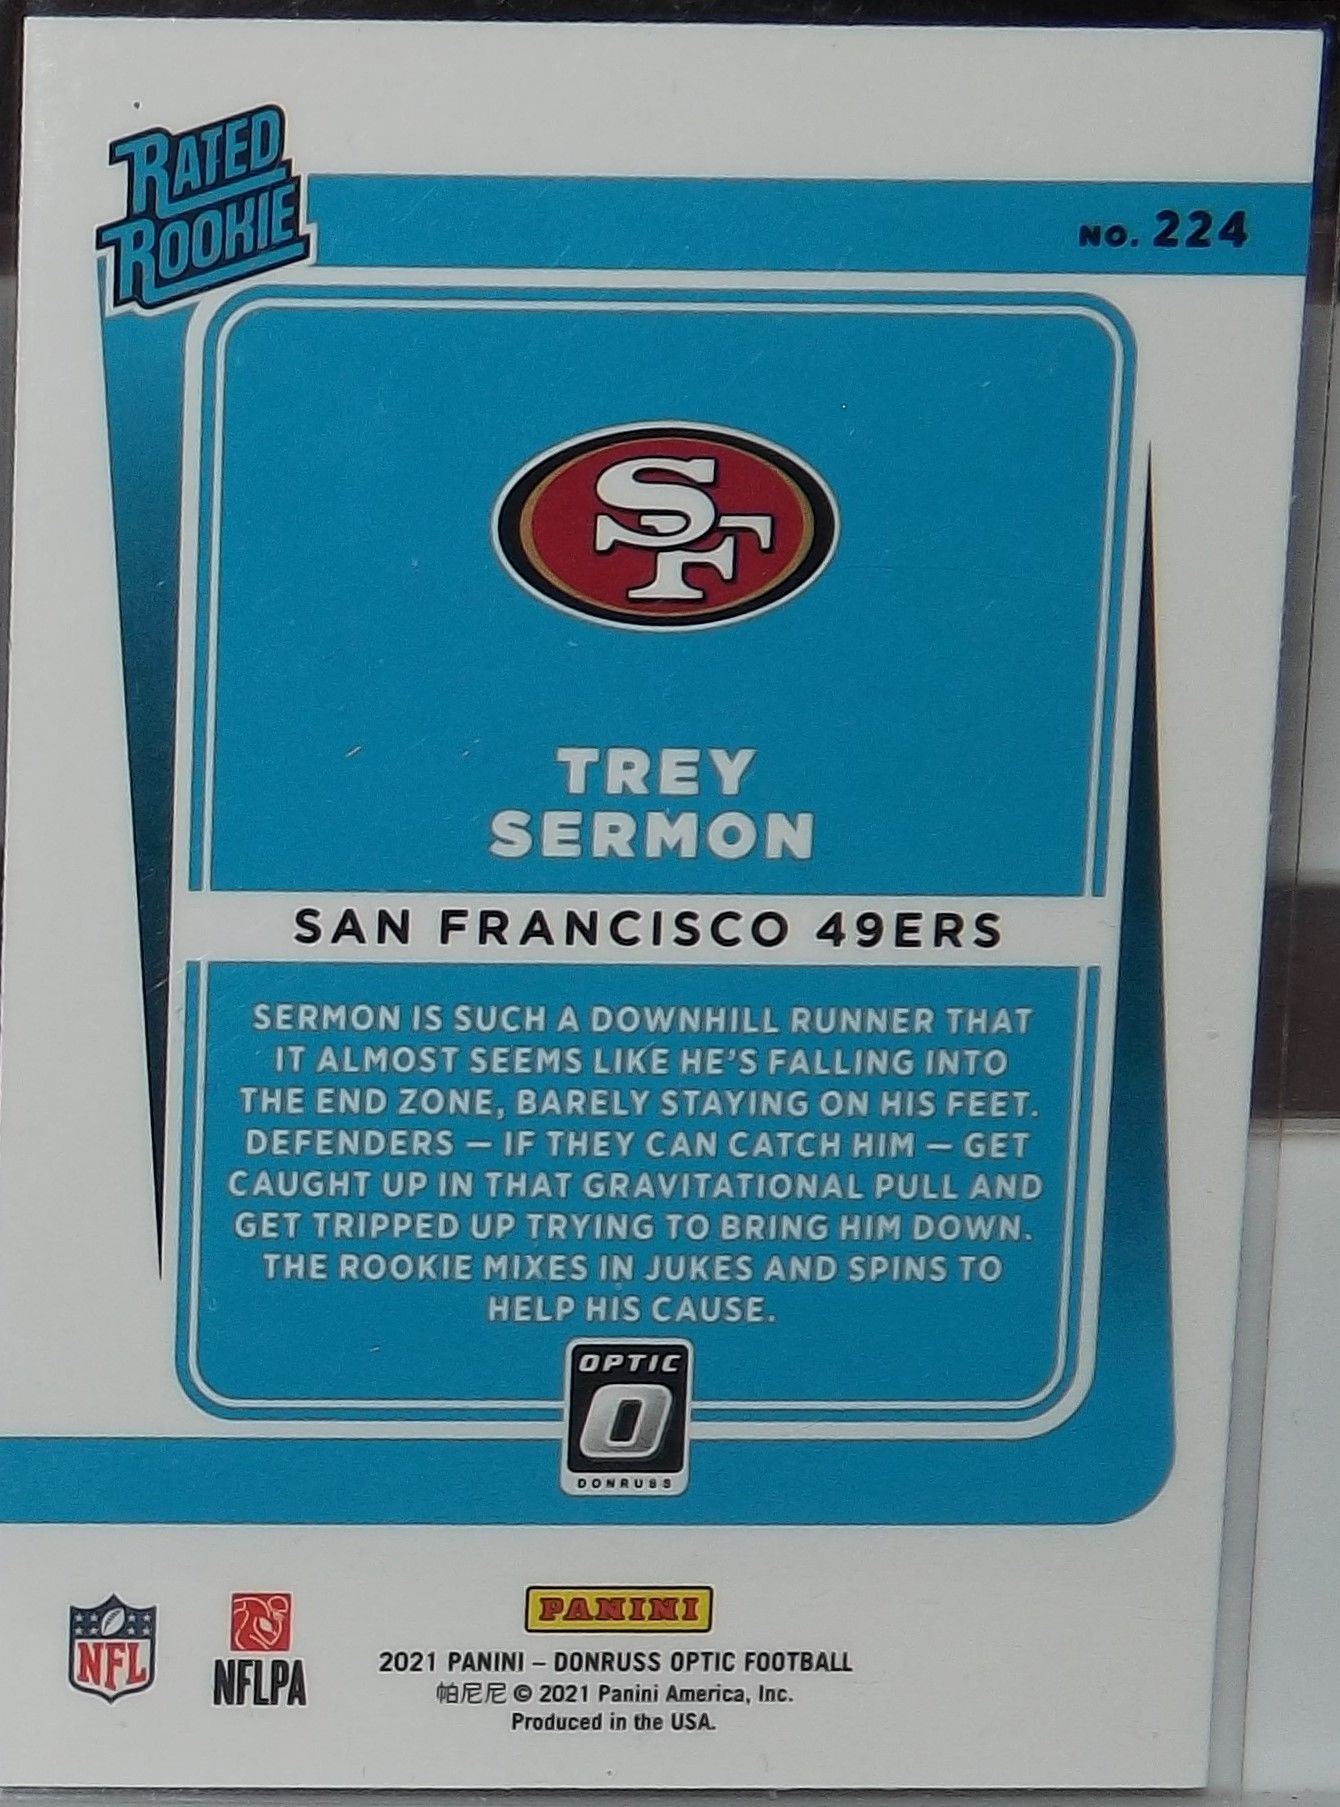 RATED
ROOKIE
NO. 224
SF
TREY
SERMON
SAN FRANCISCO 49ERS
SERMON IS SUCH A DOWNHILL RUNNER THAT
IT ALMOST SEEMS LIKE HE'S FALLING INTO
THE END ZONE, BARELY STAYING ON HIS FEET.
DEFENDERS — IF THEY CAN CATCH HIM — GET
CAUGHT UP IN THAT GRAVITATIONAL PULL AND
GET TRIPPED UP TRYING TO BRING HIM DOWN.
THE ROOKIE MIXES IN JUKES AND SPINS TO
HELP HIS CAUSE.
OPTIC
O
DONRUSS
NFL
NFLPA
PANINI
2021 PANINI – DONRUSS OPTIC FOOTBALL
帕尼尼 © 2021 Panini America, Inc.
Produced in the USA.